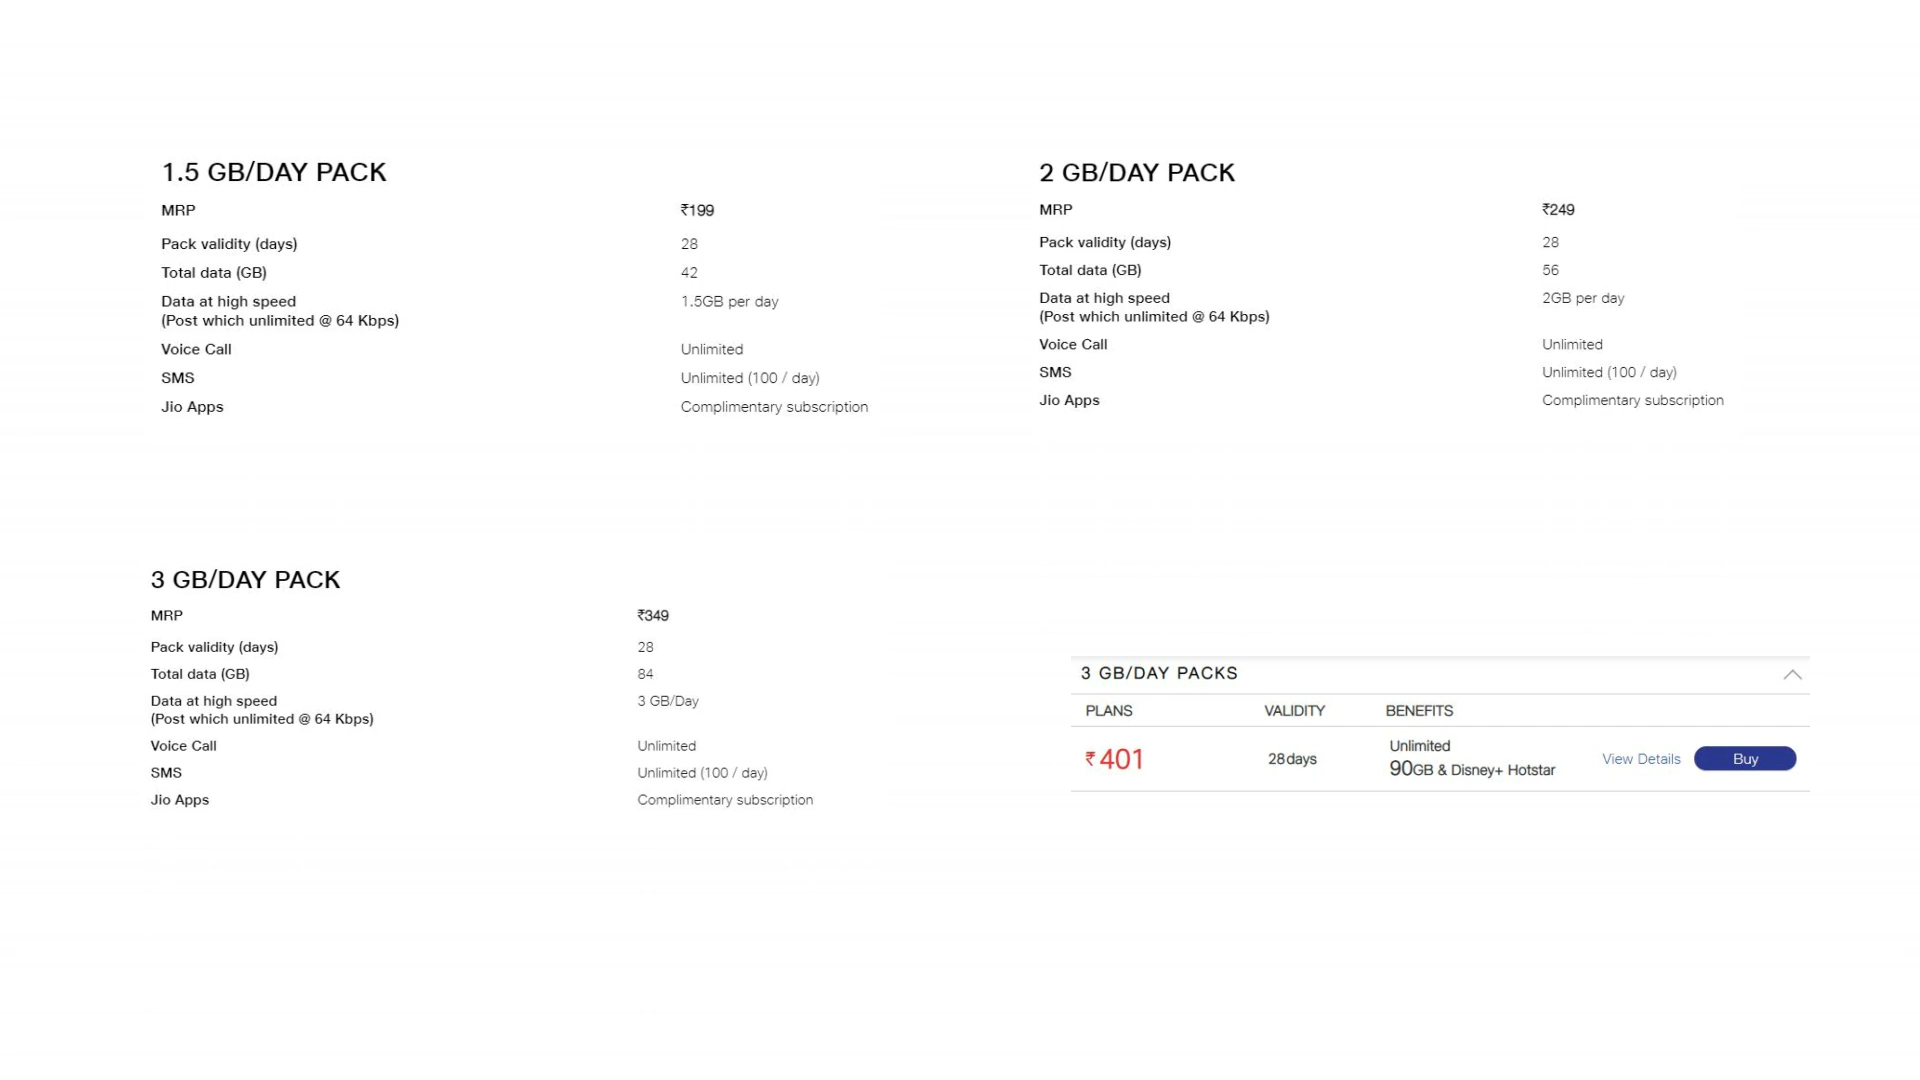 1.5 GB/DAY PACK
MRP ₹199
Pack validity (days) 28
Total data (GB) 42
Data at high speed 1.5GB per day
(Post which unlimited @ 64 Kbps)
Voice Call Unlimited
SMS Unlimited (100 / day)
Jio Apps Complimentary subscription
2 GB/DAY PACK
MRP ₹249
Pack validity (days) 28
Total data (GB) 56
Data at high speed 2GB per day
(Post which unlimited @ 64 Kbps)
Voice Call Unlimited
SMS Unlimited (100 / day)
Jio Apps Complimentary subscription
3 GB/DAY PACK
MRP ₹349
Pack validity (days) 28
Total data (GB) 84
Data at high speed 3 GB/Day
(Post which unlimited @ 64 Kbps)
Voice Call Unlimited
SMS Unlimited (100 / day)
Jio Apps Complimentary subscription
3 GB/DAY PACKS
PLANS VALIDITY BENEFITS
₹401 28days Unlimited
90GB & Disney+ Hotstar View Details Buy